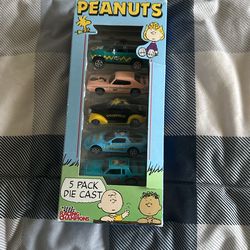 PEANUTS
5 PACK
DIE CAST
RACING
CHAMPIONS